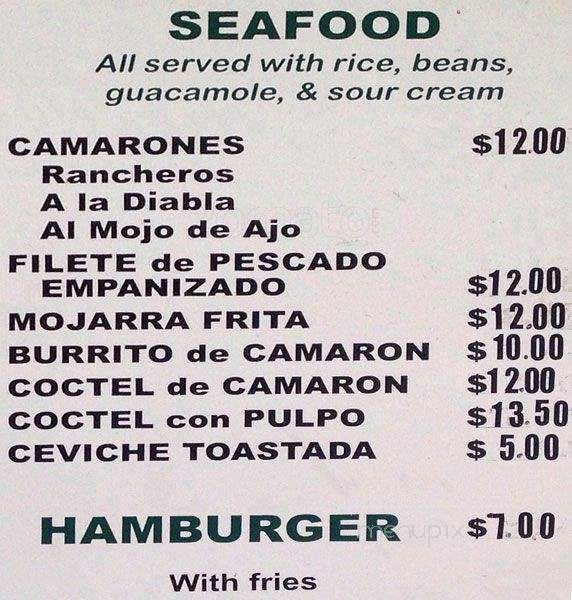 SEAFOOD
All served with rice, beans,
guacamole, & sour cream
CAMARONES $12.00
Rancheros
A la Diabla
Al Mojo de Ajo
FILETE de PESCADO
EMPANIZADO $12.00
MOJARRA FRITA $12.00
BURRITO de CAMARON $10.00
COCTEL de CAMARON $12.00
COCTEL con PULPO $13.50
CEVICHE TOASTADA $ 5.00
HAMBURGER $7.00
With fries